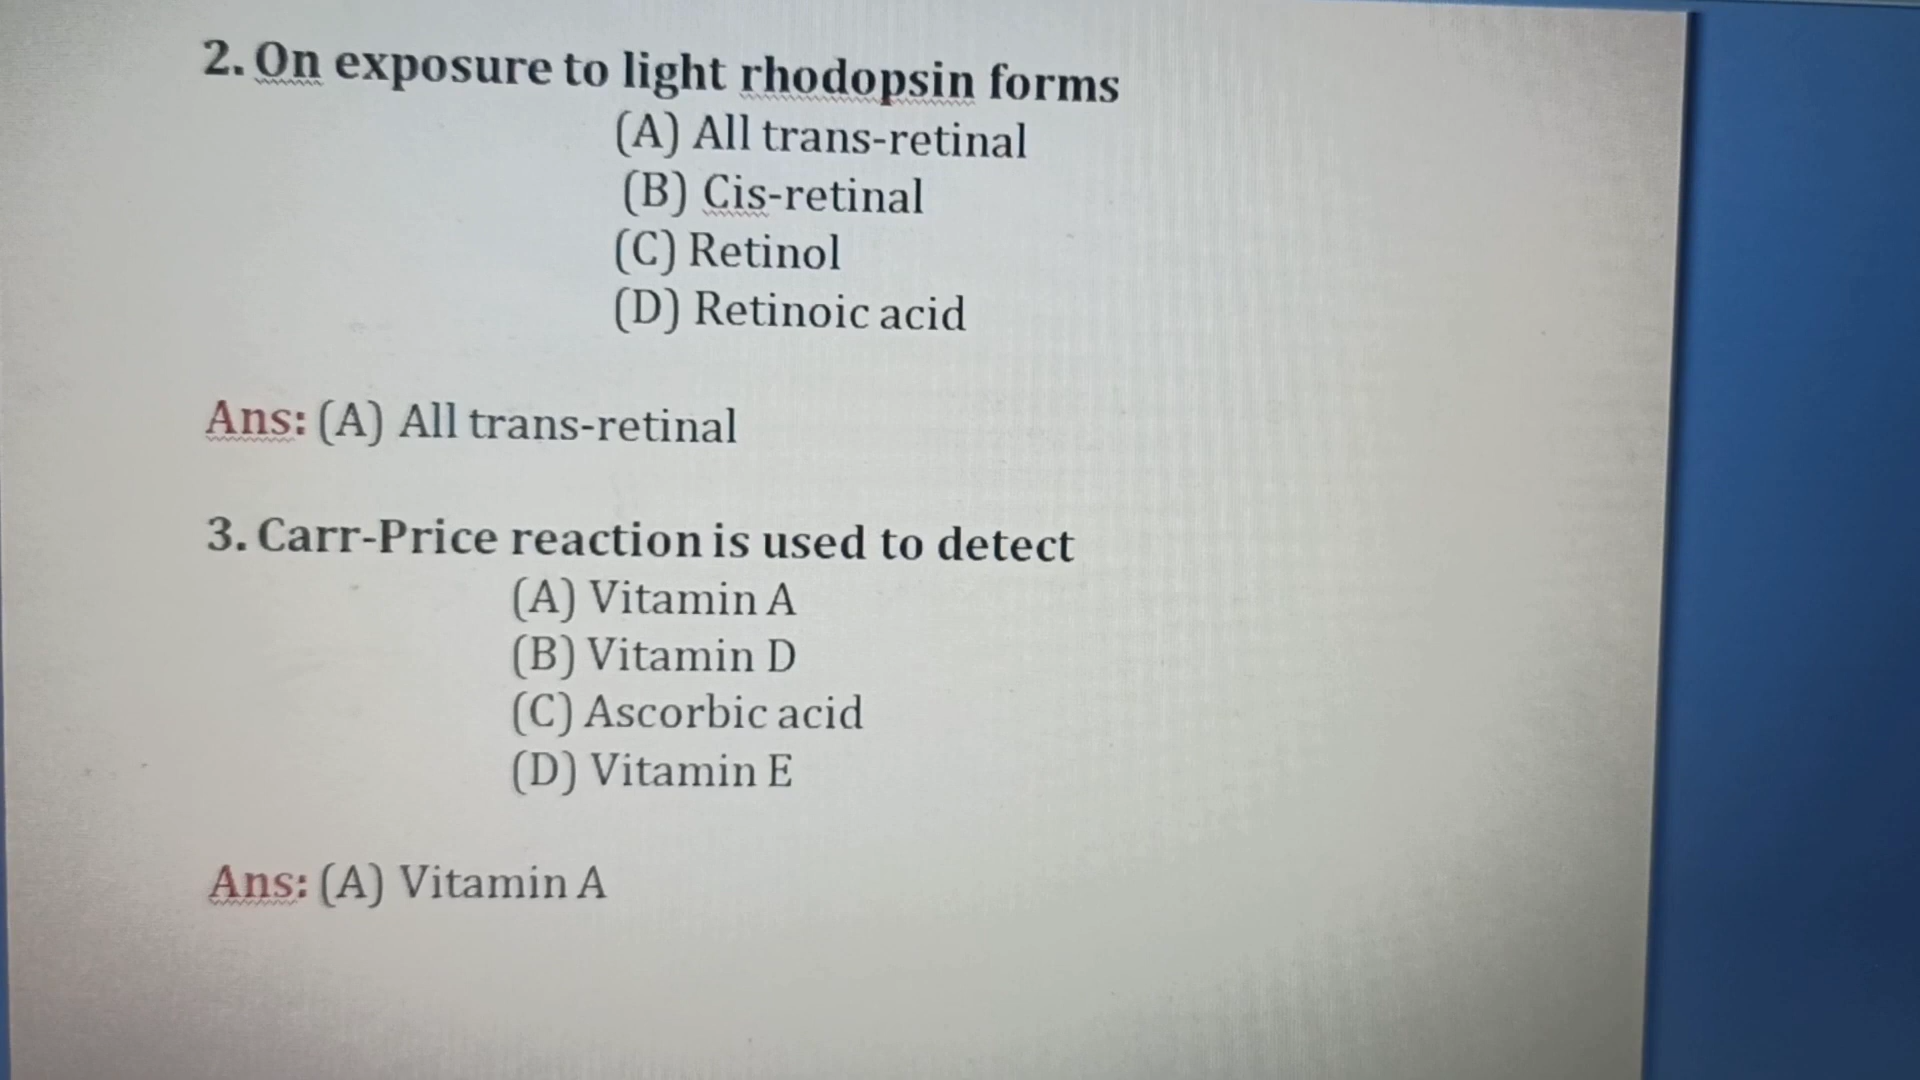 2. On exposure to light rhodopsin forms
(A) All trans-retinal
(B) Cis-retinal
(C) Retinol
(D) Retinoic acid
Ans: (A) All trans-retinal
3. Carr-Price reaction is used to detect
(A) Vitamin A
(B) Vitamin D
(C) Ascorbic acid
(D) Vitamin E
Ans: (A) Vitamin A